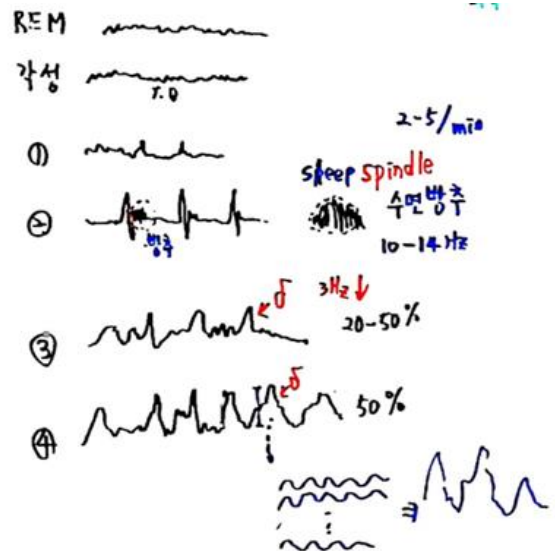 REM
각성
①
2-5/min
sleep spindle
② 방추 수면방추
10-14Hz
δ 3Hz↓
③ 20-50%
δ
④ 50%